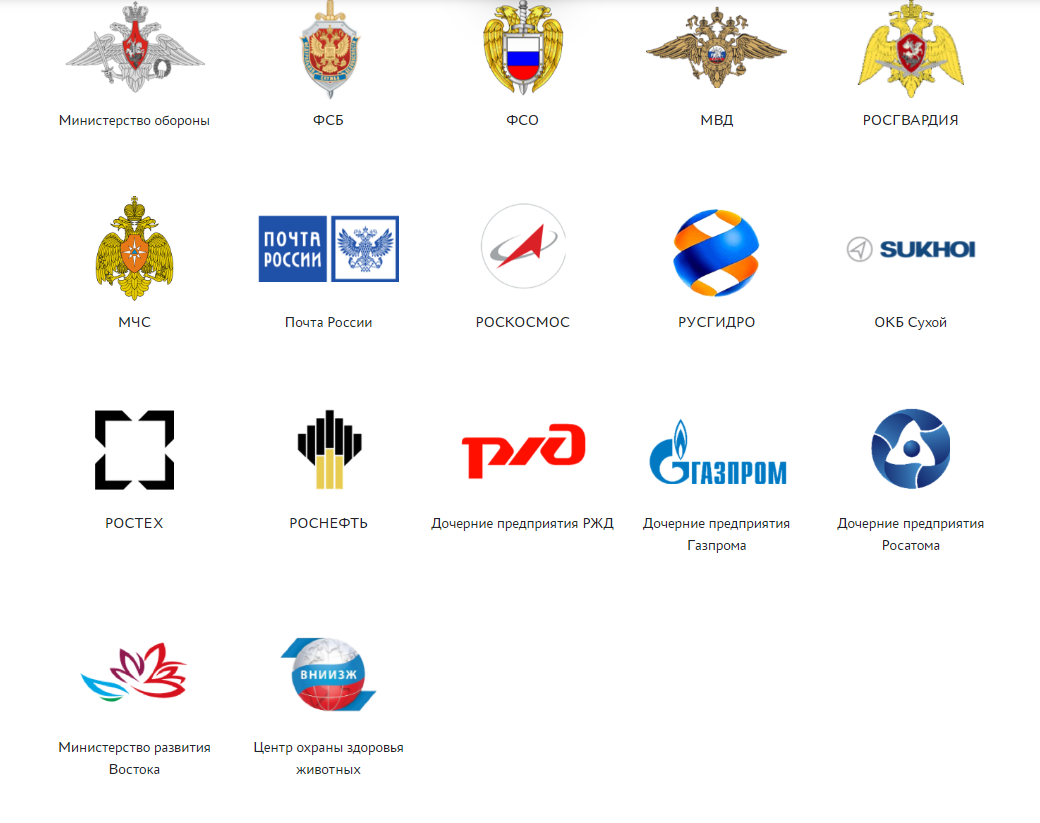 Министерство обороны
ФСБ
ФСО
МВД
РОСГВАРДИЯ
ПОЧТА
РОССИИ
SUKHOI
МЧС
Почта России
РОСКОСМОС
РУСГИДРО
ОКБ Сухой
ржд
ГАЗПРОМ
РОСТЕХ
РОСНЕФТЬ
Дочерние предприятия РЖД
Дочерние предприятия
Газпрома
Дочерние предприятия
Росатома
ВНИИЗЖ
Министерство развития
Востока
Центр охраны здоровья
животных